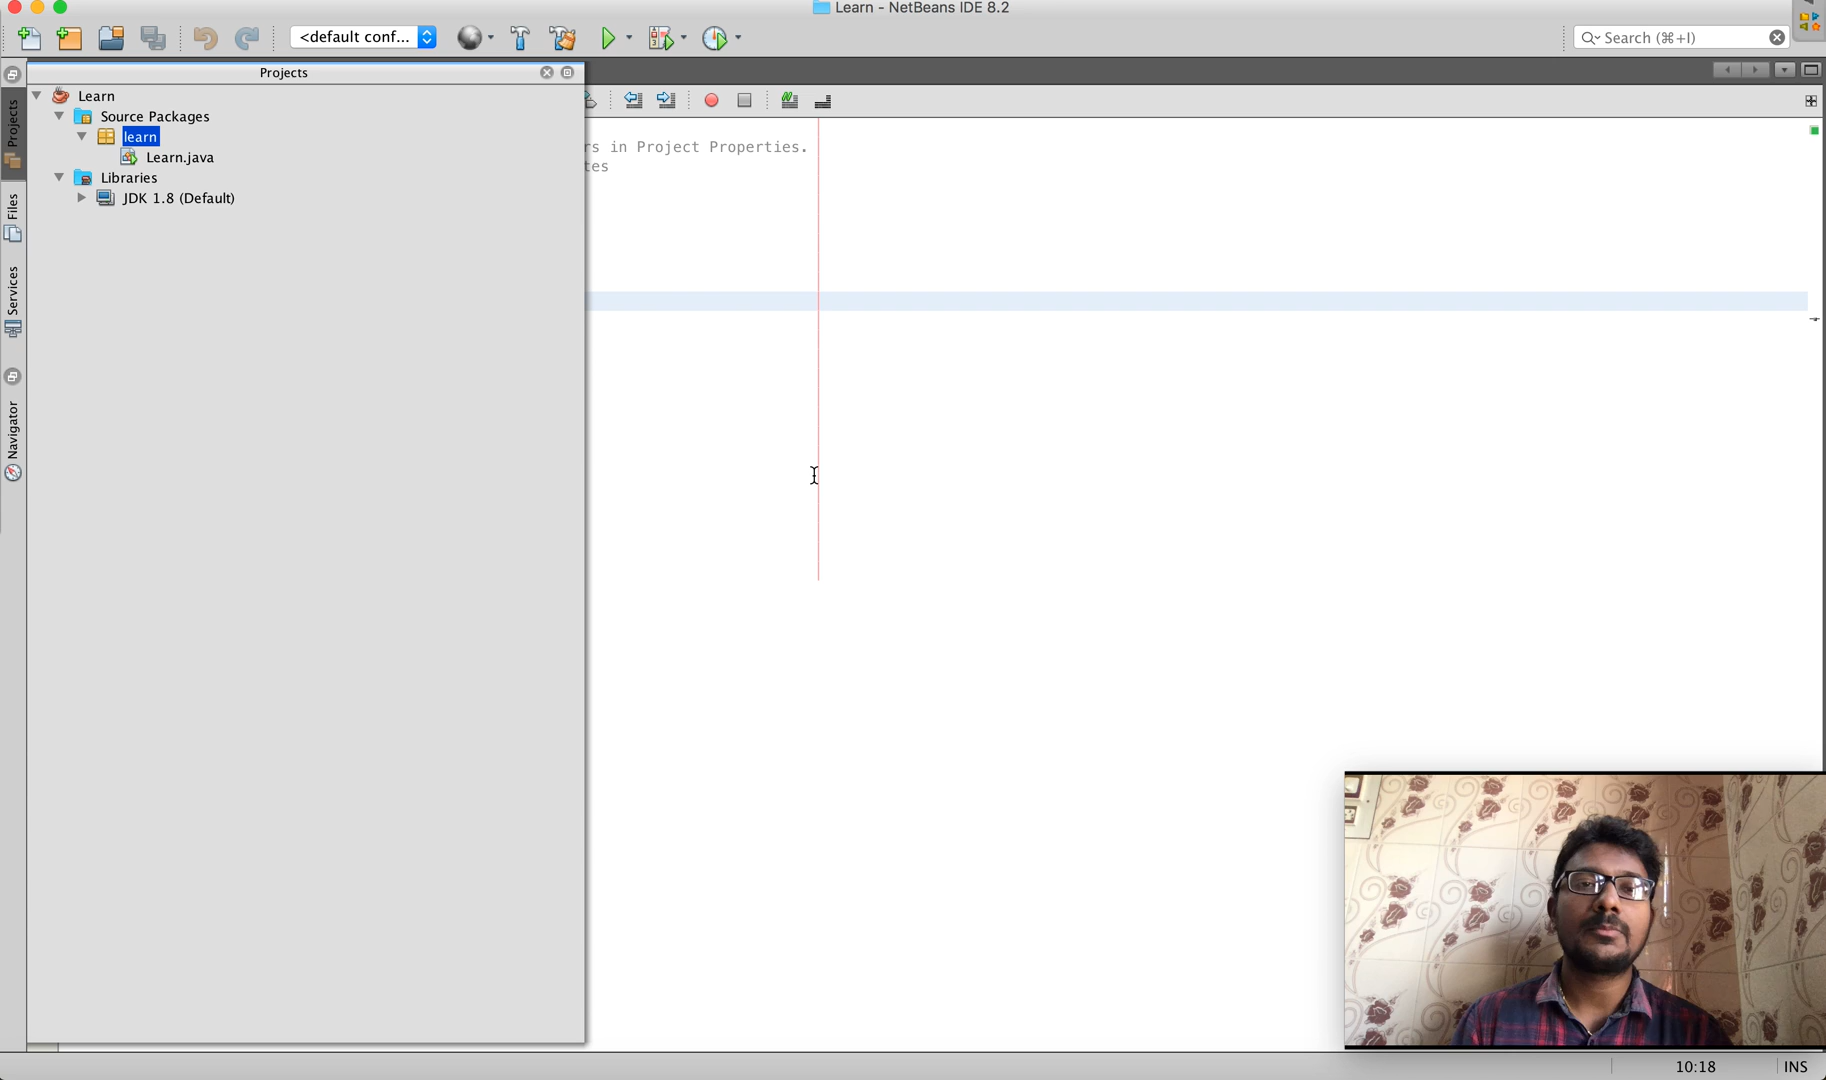 Learn - NetBeans IDE 8.2
<default conf...
Search (⌘+I)
Projects
Projects
Files
Services
Navigator
Learn
Source Packages
learn
Learn.java
Libraries
JDK 1.8 (Default)
rs in Project Properties.
tes
10:18
INS